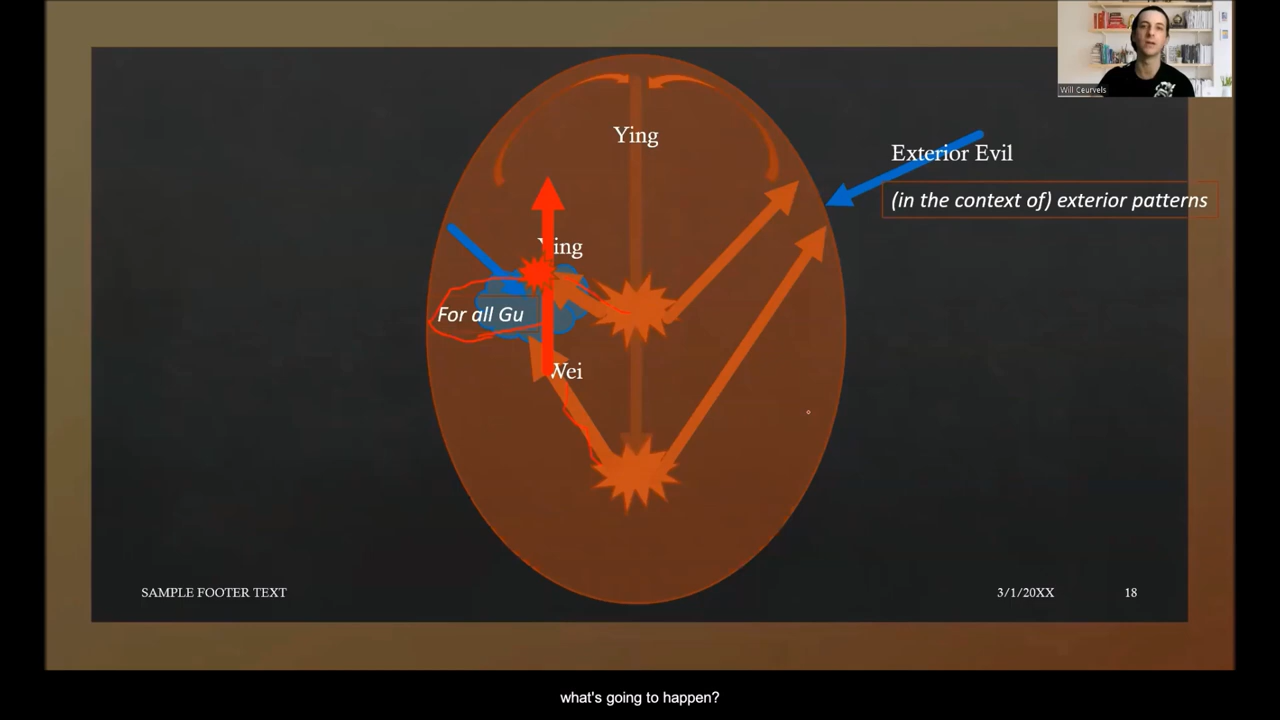 Will Ceurvels
Ying
Exterior Evil
(in the context of) exterior patterns
Ying
For all Gu
Wei
SAMPLE FOOTER TEXT
3/1/20XX
18
what's going to happen?